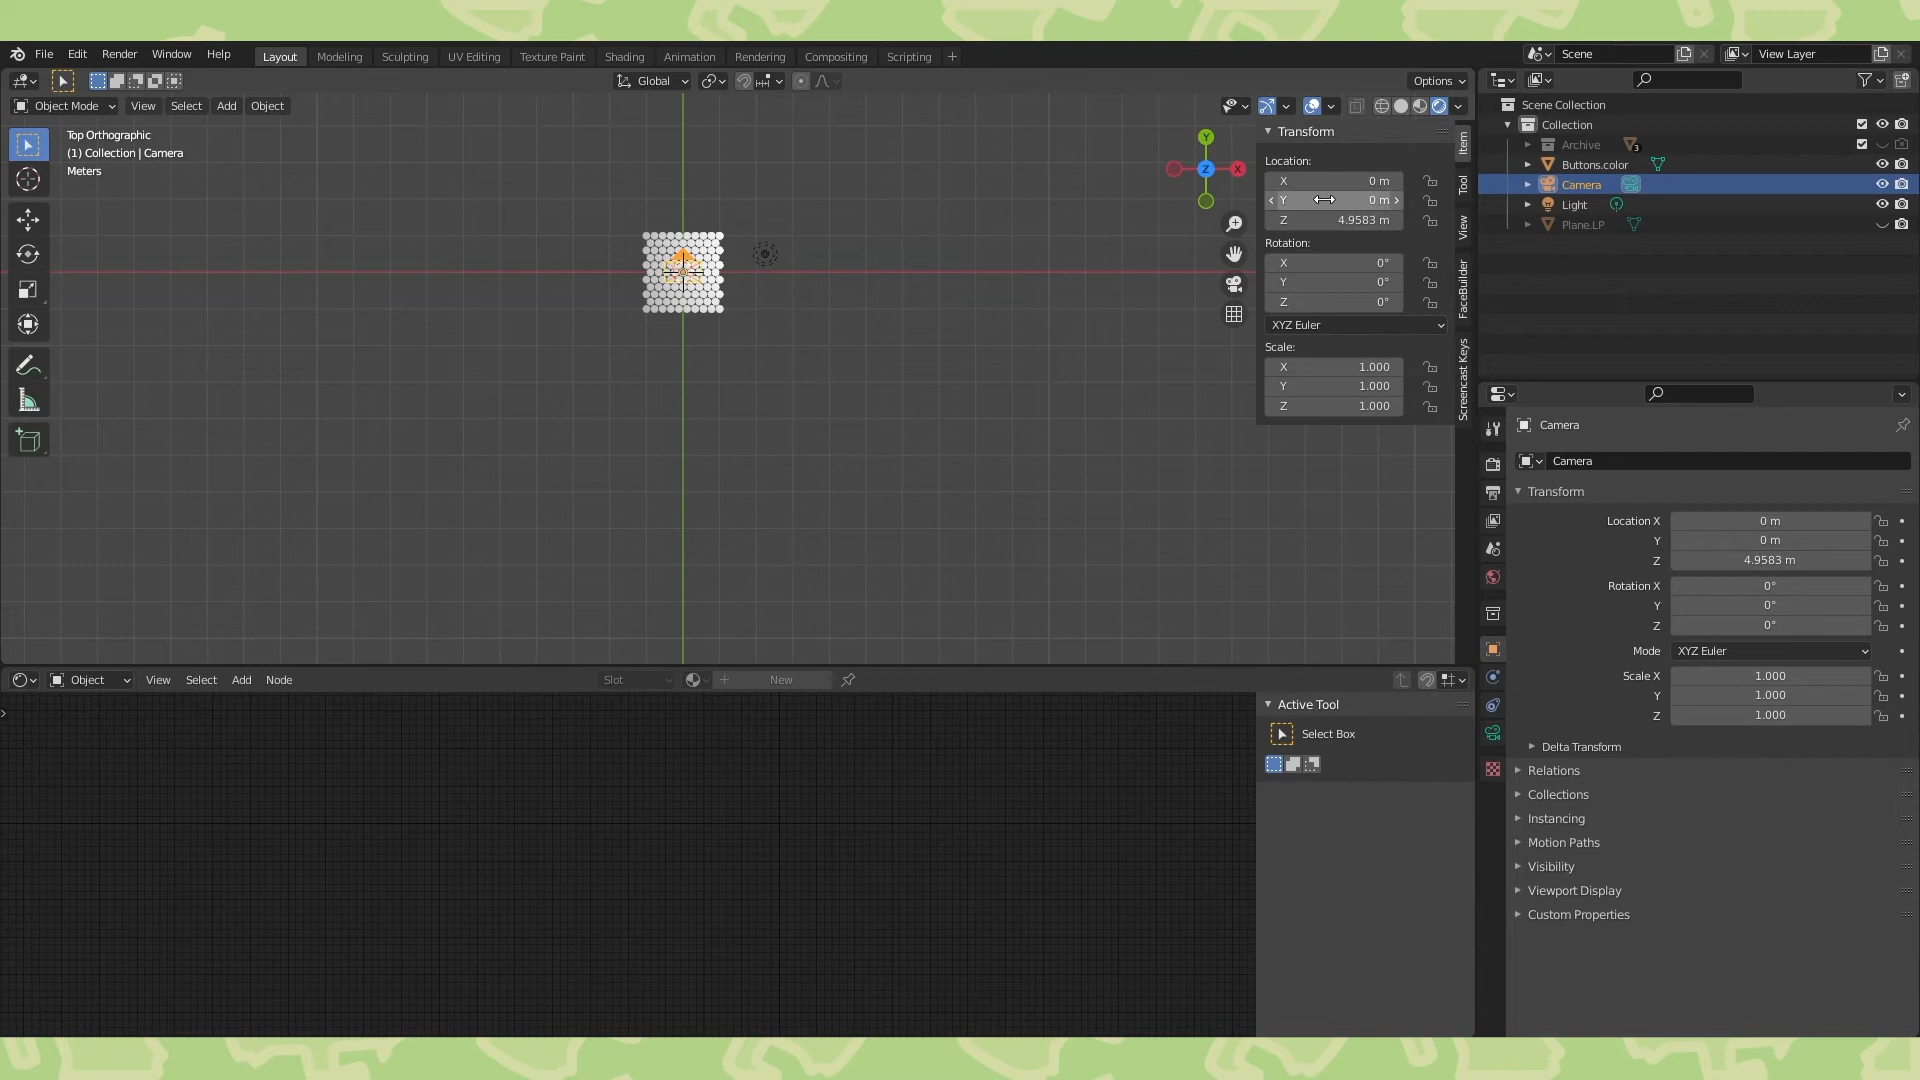 File Edit Render Window Help Layout Modeling Sculpting UV Editing Texture Paint Shading Animation Rendering Compositing Scripting + Scene View Layer
Global Options
Object Mode View Select Add Object
Top Orthographic
(1) Collection | Camera
Meters
Y
Z
X
Transform
Location:
X 0 m
Y 0 m
Z 4.9583 m
Rotation:
X 0°
Y 0°
Z 0°
XYZ Euler
Scale:
X 1.000
Y 1.000
Z 1.000
Item
Tool
View
FaceBuilder
Screencast Keys
Scene Collection
Collection
Archive 3
Buttons.color
Camera
Light
Plane.LP
Camera
Camera
Transform
Location X 0 m
Y 0 m
Z 4.9583 m
Rotation X 0°
Y 0°
Z 0°
Mode XYZ Euler
Scale X 1.000
Y 1.000
Z 1.000
Delta Transform
Relations
Collections
Instancing
Motion Paths
Visibility
Viewport Display
Custom Properties
Object View Select Add Node Slot New
Active Tool
Select Box